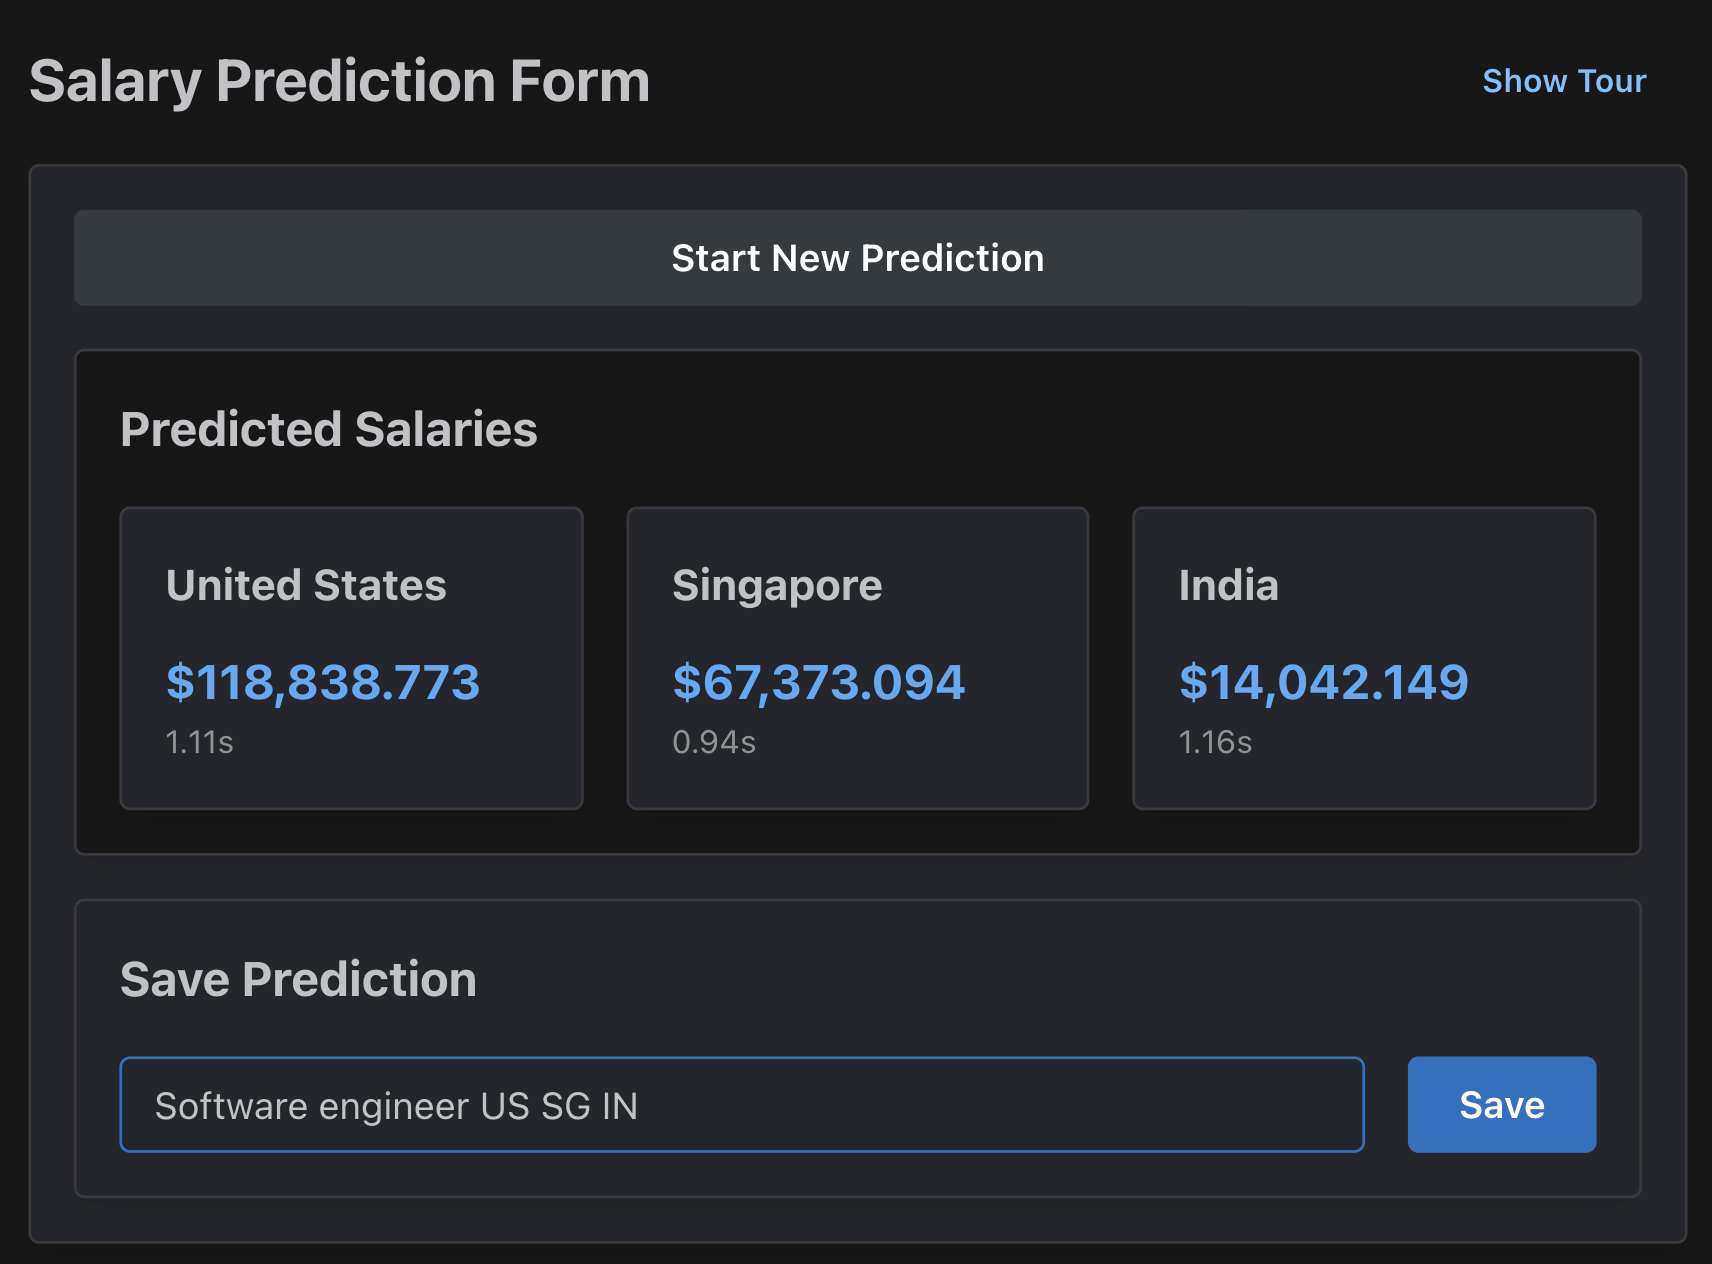 Salary Prediction Form
Show Tour
Start New Prediction
Predicted Salaries
United States
$118,838.773
1.11s
Singapore
$67,373.094
0.94s
India
$14,042.149
1.16s
Save Prediction
Software engineer US SG IN
Save